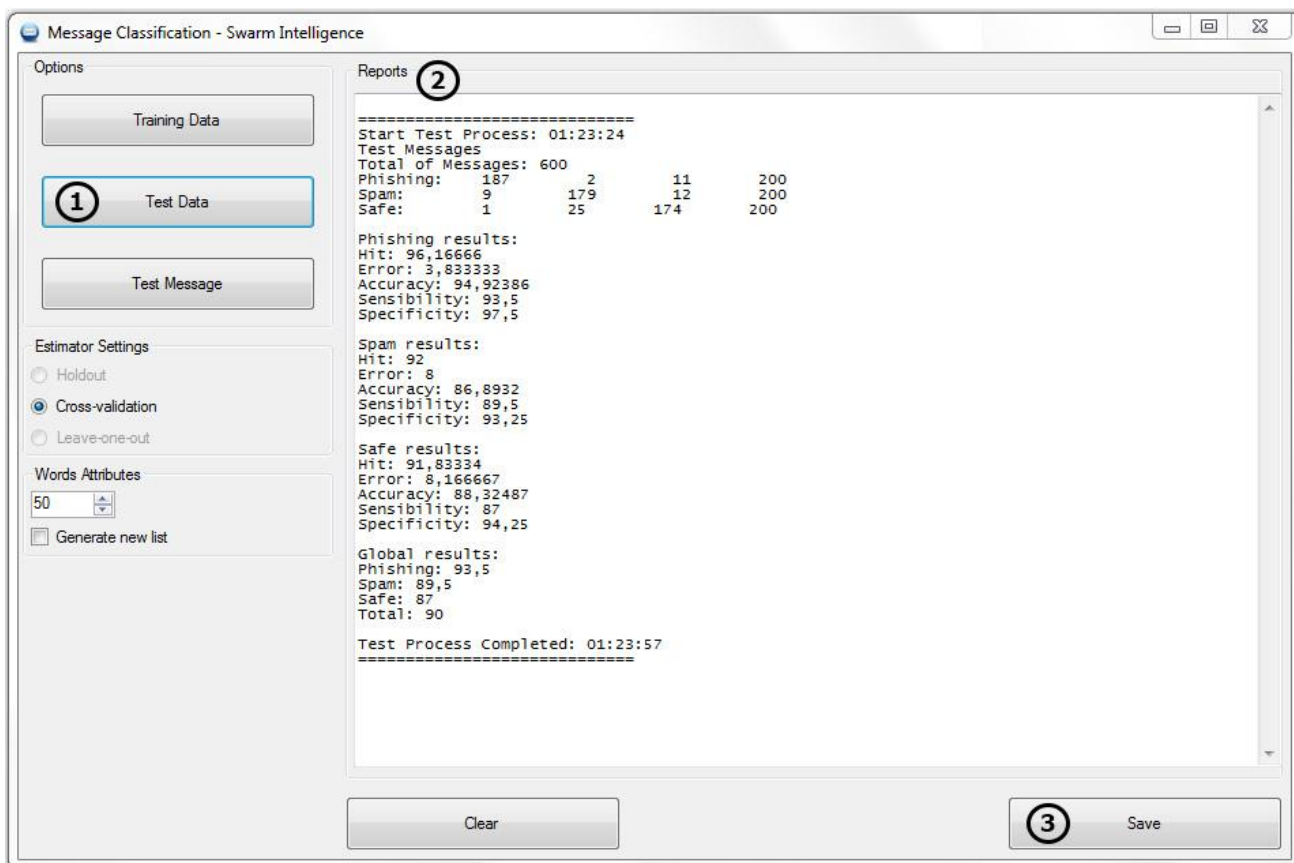 Message Classification - Swarm Intelligence
Options
Training Data
1 Test Data
Test Message
Estimator Settings
Holdout
Cross-validation
Leave-one-out
Words Attributes
50
Generate new list
Reports 2
==============================
Start Test Process: 01:23:24
Test Messages
Total of Messages: 600
Phishing: 187 2 11 200
Spam: 9 179 12 200
Safe: 1 25 174 200
Phishing results:
Hit: 96,16666
Error: 3,833333
Accuracy: 94,92386
Sensibility: 93,5
Specificity: 97,5
Spam results:
Hit: 92
Error: 8
Accuracy: 86,8932
Sensibility: 89,5
Specificity: 93,25
Safe results:
Hit: 91,83334
Error: 8,166667
Accuracy: 88,32487
Sensibility: 87
Specificity: 94,25
Global results:
Phishing: 93,5
Spam: 89,5
Safe: 87
Total: 90
Test Process Completed: 01:23:57
==============================
Clear
3 Save